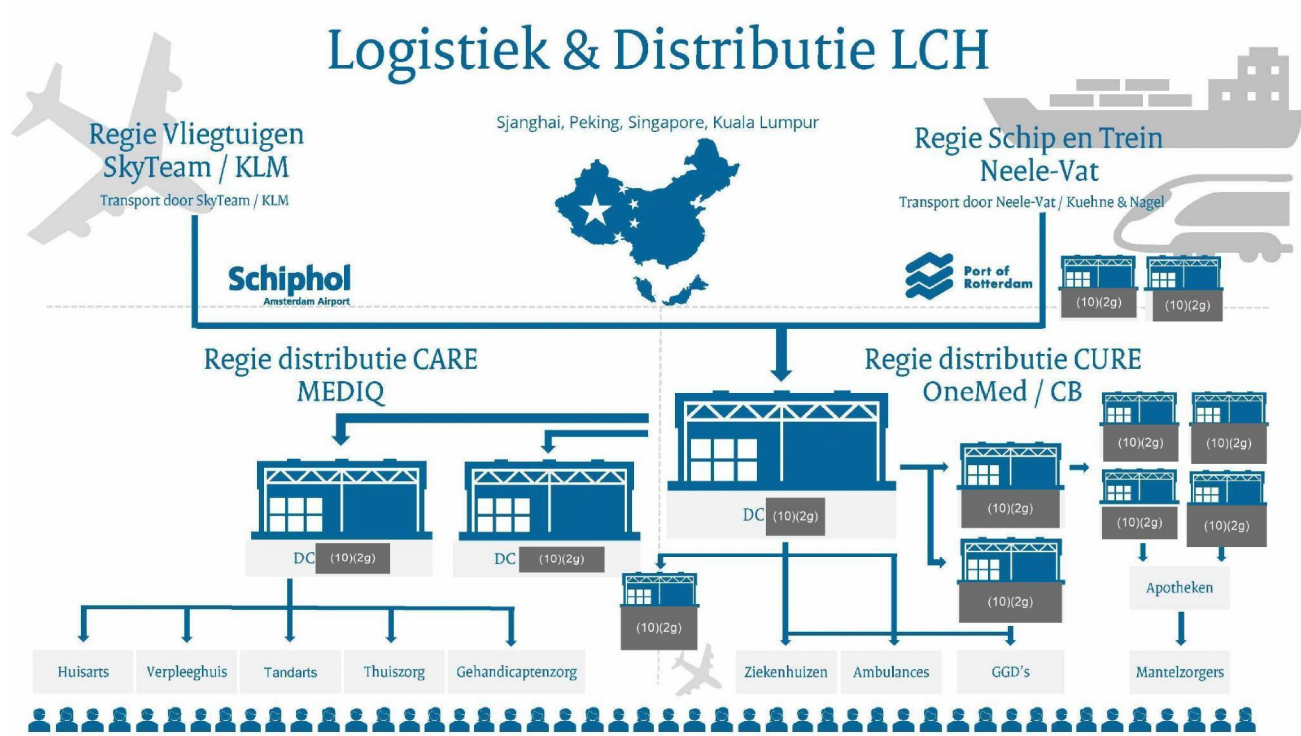 Logistiek & Distributie LCH
Regie Vliegtuigen
SkyTeam / KLM
Transport door SkyTeam / KLM
Sjanghai, Peking, Singapore, Kuala Lumpur
Regie Schip en Trein
Neele-Vat
Transport door Neele-Vat / Kuehne & Nagel
Schiphol
Amsterdam Airport
Port of
Rotterdam
(10)(2g)
(10)(2g)
Regie distributie CARE
MEDIQ
Regie distributie CURE
OneMed / CB
(10)(2g)
(10)(2g)
(10)(2g)
(10)(2g)
(10)(2g)
(10)(2g)
DC (10)(2g)
DC (10)(2g)
DC (10)(2g)
(10)(2g)
Apotheken
Huisarts
Verpleeghuis
Tandarts
Thuiszorg
Gehandicaptenzorg
Ziekenhuizen
Ambulances
GGD's
Mantelzorgers